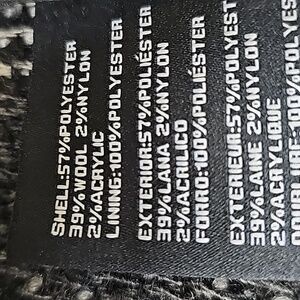 SHELL:57%POLYESTER
39%WOOL 2%NYLON
2%ACRYLIC
LINING:100%POLYESTER
EXTERIOR:57%POLIÉSTER
39%LANA 2%NYLON
2%ACRILICO
FORRO:100%POLIÉSTER
EXTERIEUR:57%POLYES
39%LAINE 2%NYLON
2%ACRYLIQUE